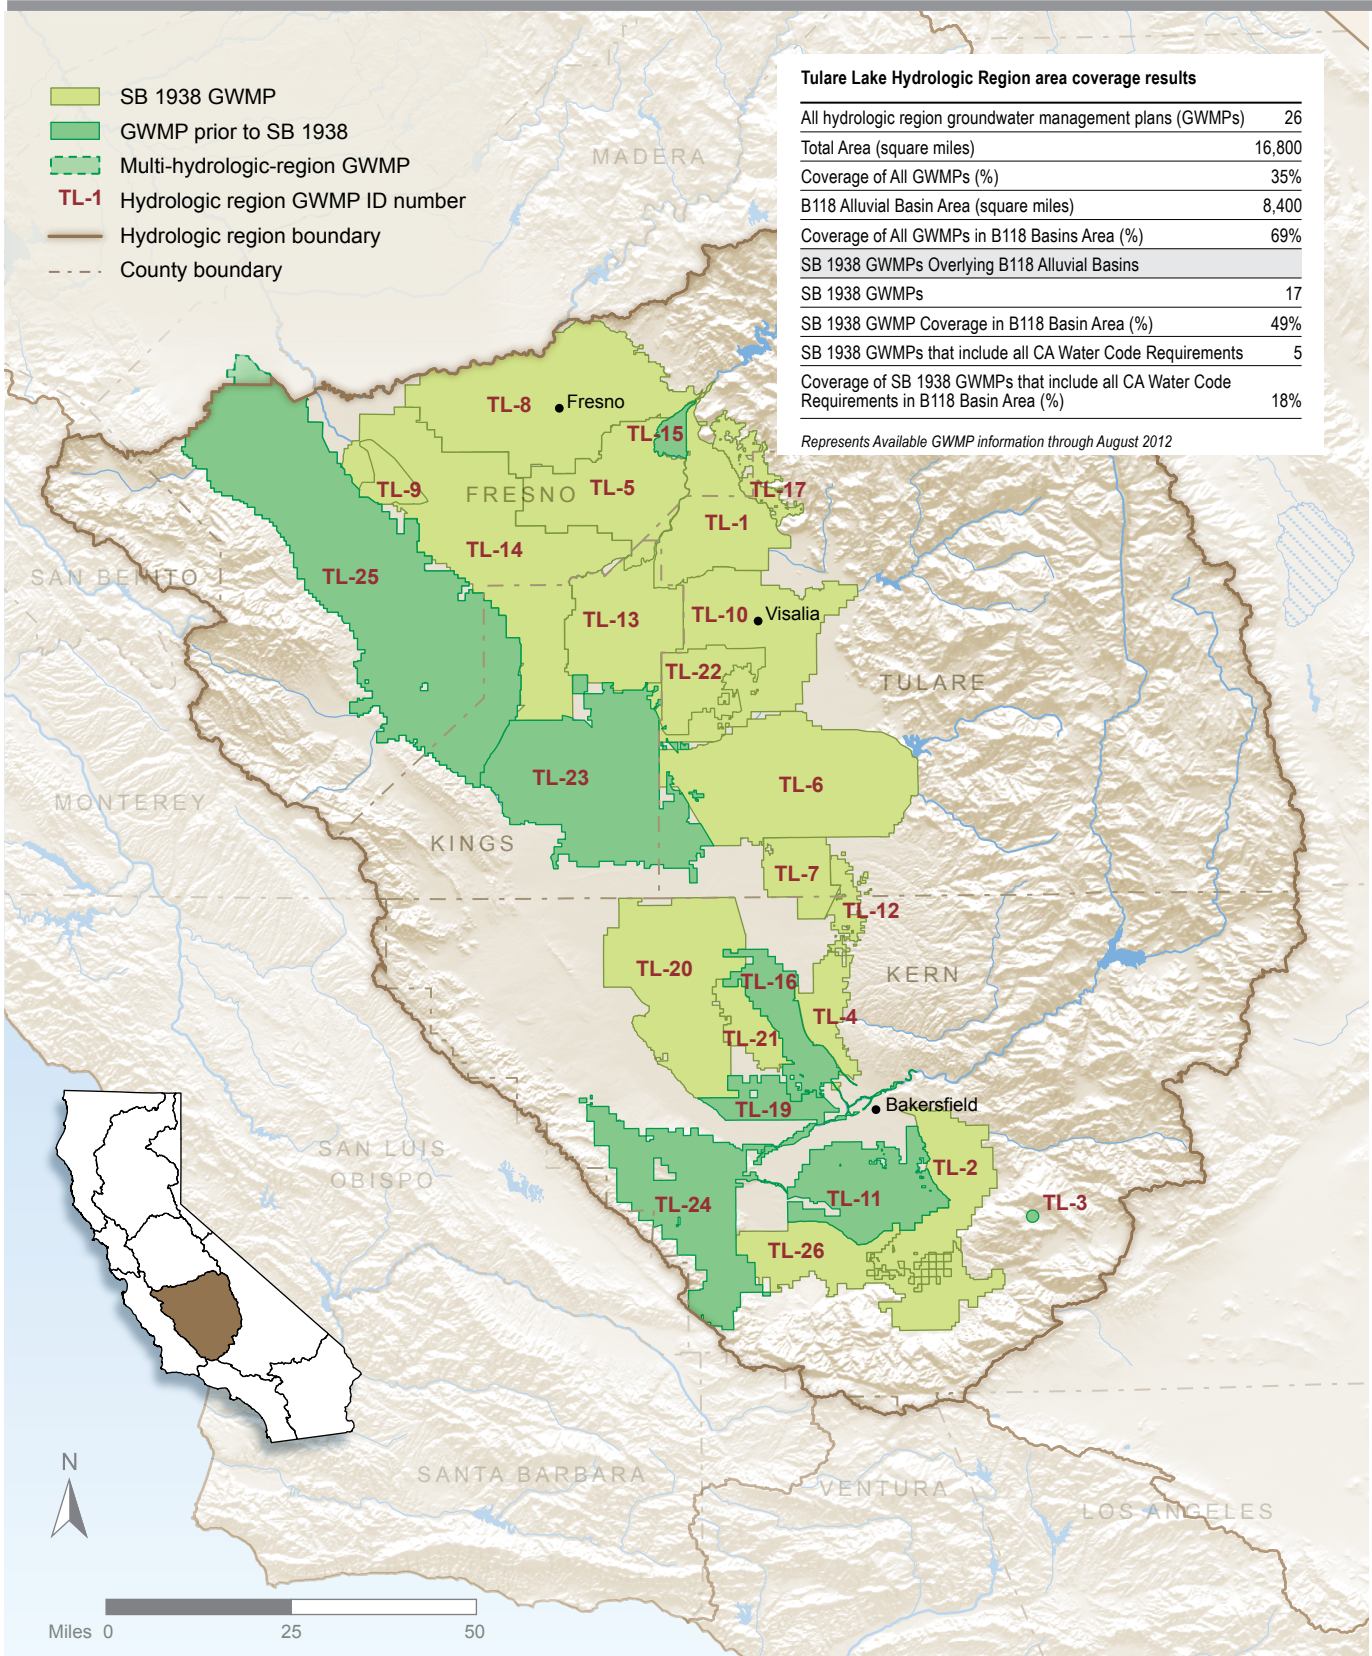 SB 1938 GWMP
GWMP prior to SB 1938
Multi-hydrologic-region GWMP
TL-1 Hydrologic region GWMP ID number
Hydrologic region boundary
County boundary
Tulare Lake Hydrologic Region area coverage results
All hydrologic region groundwater management plans (GWMPs) 26
Total Area (square miles) 16,800
Coverage of All GWMPs (%) 35%
B118 Alluvial Basin Area (square miles) 8,400
Coverage of All GWMPs in B118 Basins Area (%) 69%
SB 1938 GWMPs Overlying B118 Alluvial Basins
SB 1938 GWMPs 17
SB 1938 GWMP Coverage in B118 Basin Area (%) 49%
SB 1938 GWMPs that include all CA Water Code Requirements 5
Coverage of SB 1938 GWMPs that include all CA Water Code
Requirements in B118 Basin Area (%) 18%
Represents Available GWMP information through August 2012
MADERA
TL-8
Fresno
TL-15
TL-9
FRESNO
TL-5
TL-17
TL-1
TL-14
SAN BENITO
TL-25
TL-13
TL-10
Visalia
TL-22
TULARE
TL-23
TL-6
MONTEREY
KINGS
TL-7
TL-12
TL-20
TL-16
KERN
TL-4
TL-21
TL-19
Bakersfield
SAN LUIS
OBISPO
TL-2
TL-24
TL-11
TL-3
TL-26
N
SANTA BARBARA
VENTURA
LOS ANGELES
Miles 0 25 50